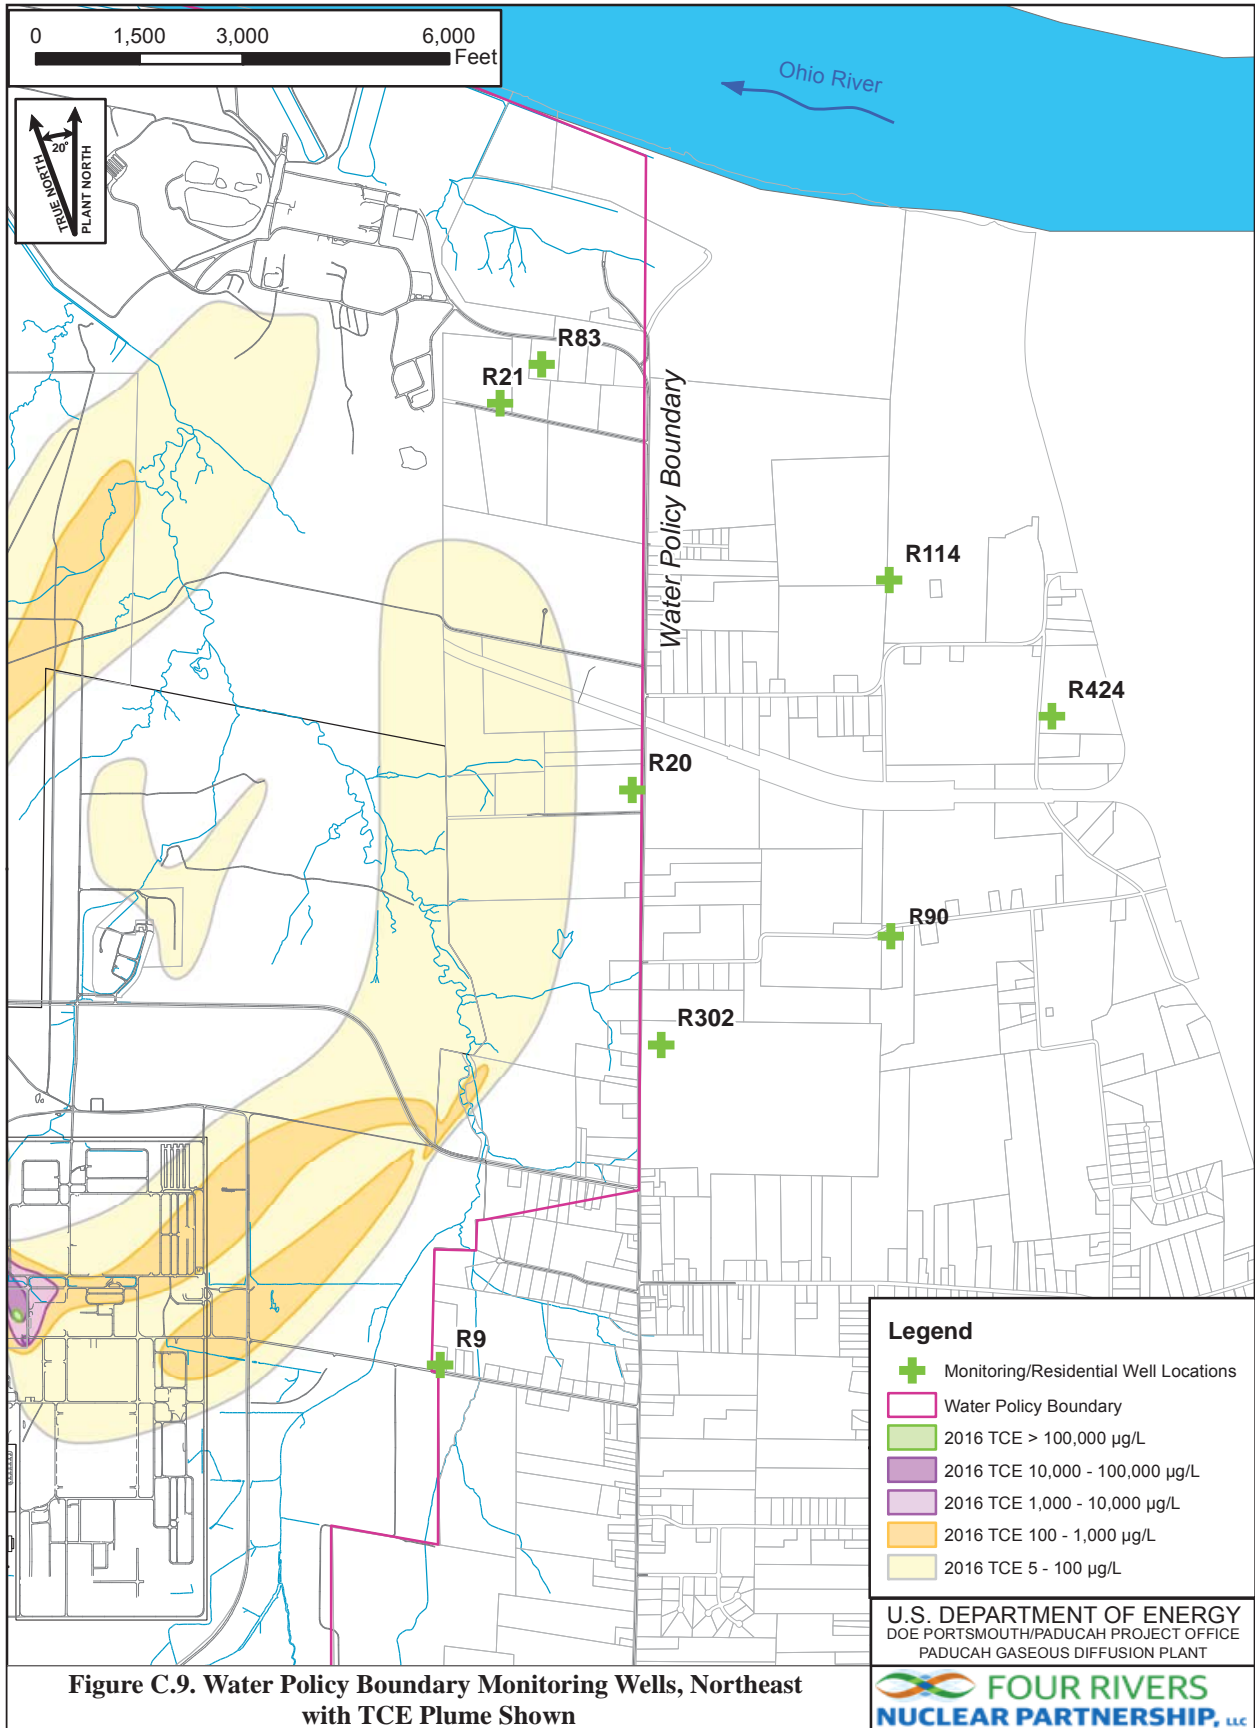 0 1,500 3,000 6,000
Feet
Ohio River
20°
TRUE NORTH
PLANT NORTH
R83
R21
Water Policy Boundary
R114
R424
R20
R90
R302
R9
Legend
Monitoring/Residential Well Locations
Water Policy Boundary
2016 TCE > 100,000 µg/L
2016 TCE 10,000 - 100,000 µg/L
2016 TCE 1,000 - 10,000 µg/L
2016 TCE 100 - 1,000 µg/L
2016 TCE 5 - 100 µg/L
U.S. DEPARTMENT OF ENERGY
DOE PORTSMOUTH/PADUCAH PROJECT OFFICE
PADUCAH GASEOUS DIFFUSION PLANT
Figure C.9. Water Policy Boundary Monitoring Wells, Northeast
with TCE Plume Shown
FOUR RIVERS
NUCLEAR PARTNERSHIP, LLC